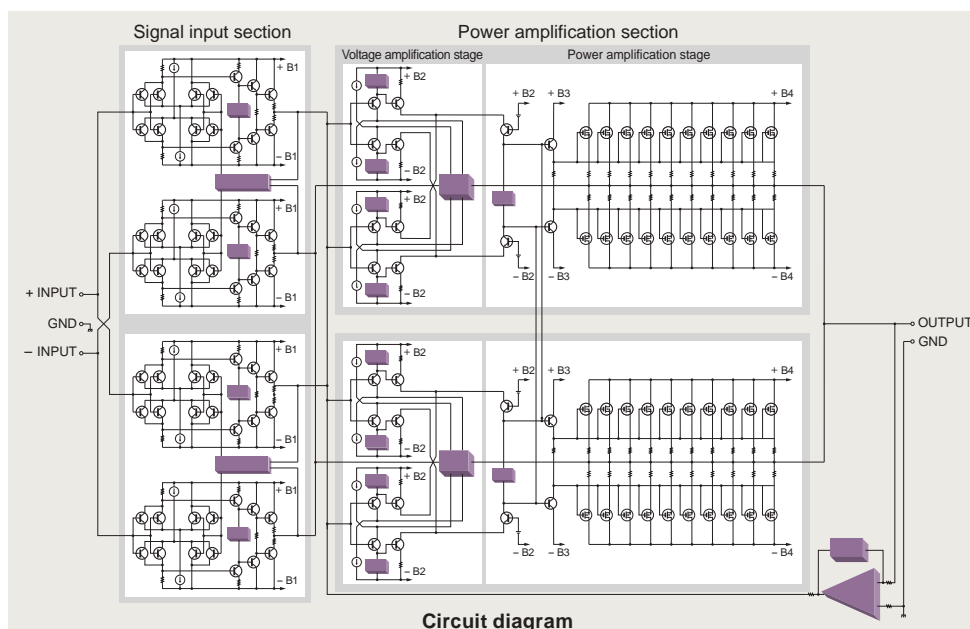 Signal input section
Power amplification section
Voltage amplification stage
Power amplification stage
+ B1
− B1
+ B1
− B1
+ B1
− B1
+ B1
− B1
+ B2
− B2
+ B2
− B2
+ B2
− B2
+ B3
− B3
+ B4
− B4
+ INPUT
GND
− INPUT
OUTPUT
GND
+ B2
− B2
+ B2
− B2
+ B2
− B2
+ B3
− B3
+ B4
− B4
Circuit diagram